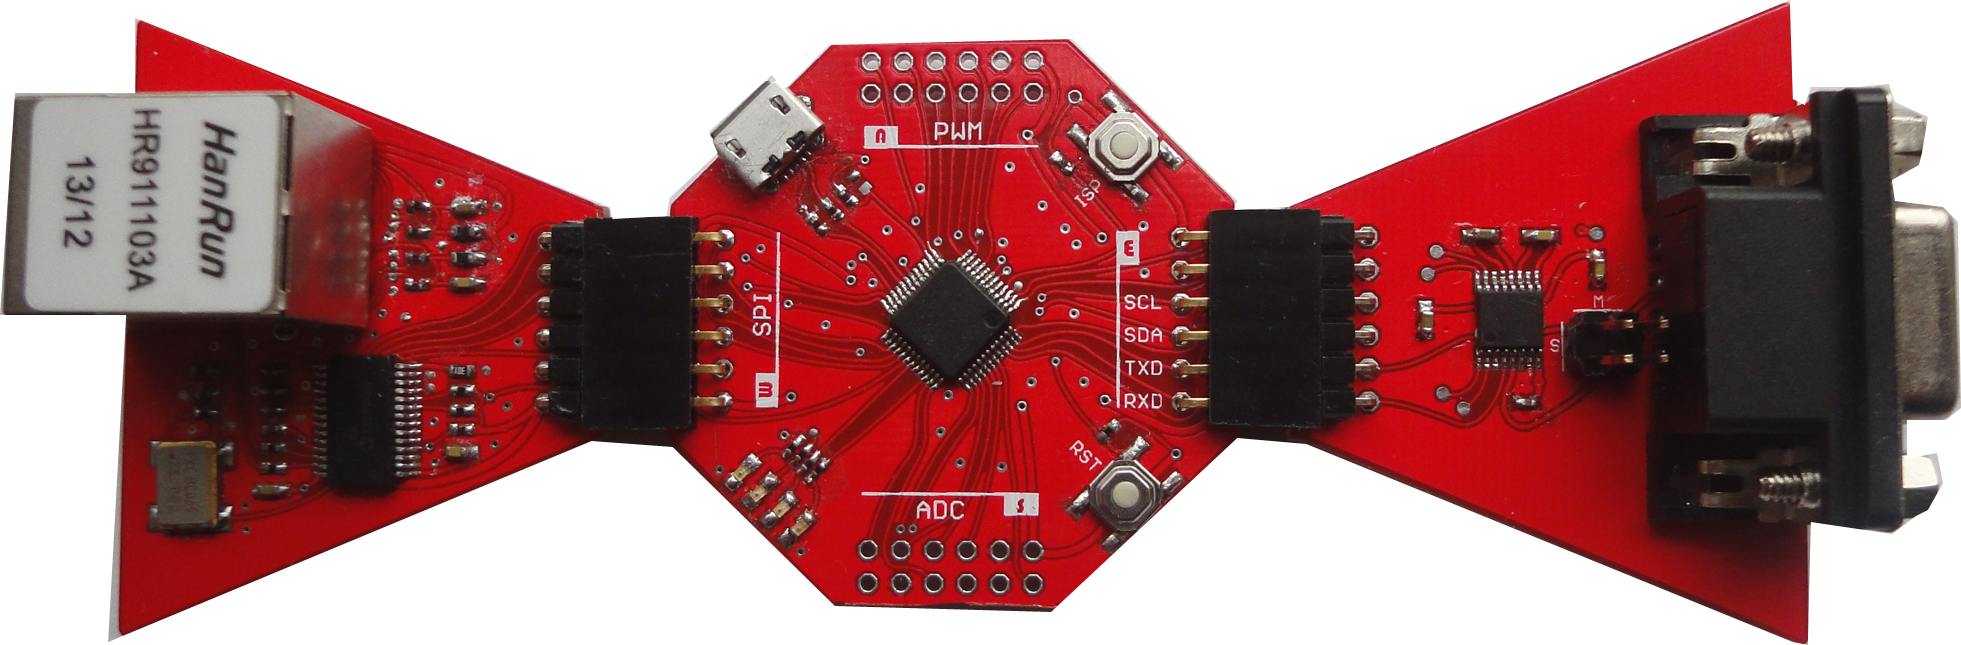 HanRun
HR911103A
13/12
SPI
W
A
PWM
ISP
E
SCL
SDA
TXD
RXD
RST
ADC
S
M
S